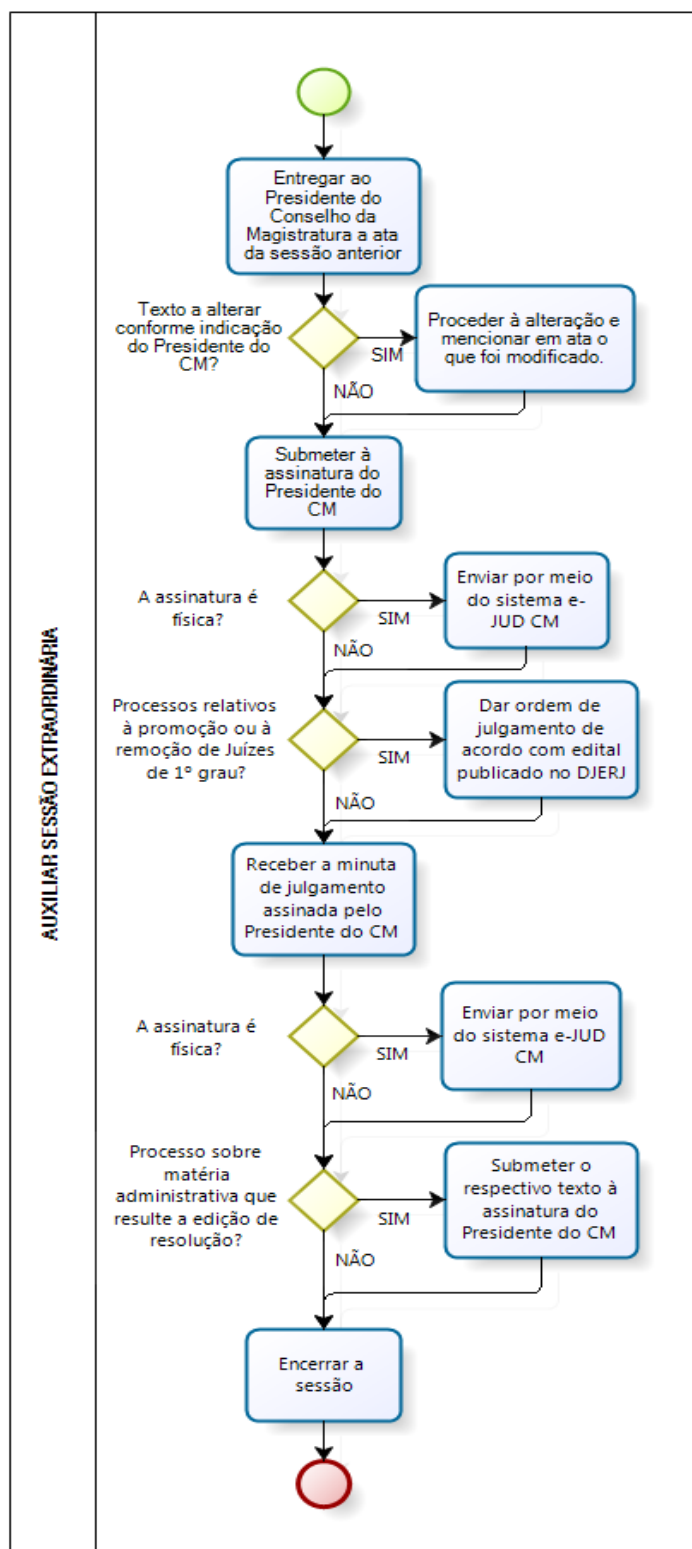 AUXILIAR SESSÃO EXTRAORDINÁRIA
Entregar ao
Presidente do
Conselho da
Magistratura a ata
da sessão anterior
Texto a alterar
conforme indicação
do Presidente do
CM?
SIM
Proceder à alteração e
mencionar em ata o
que foi modificado.
NÃO
Submeter à
assinatura do
Presidente do
CM
A assinatura é
física?
SIM
Enviar por meio
do sistema e-
JUD CM
NÃO
Processos relativos
à promoção ou à
remoção de Juízes
de 1º grau?
SIM
Dar ordem de
julgamento de
acordo com edital
publicado no DJERJ
NÃO
Receber a minuta
de julgamento
assinada pelo
Presidente do CM
A assinatura é
física?
SIM
Enviar por meio
do sistema e-JUD
CM
NÃO
Processo sobre
matéria
administrativa que
resulte a edição de
resolução?
SIM
Submeter o
respectivo texto à
assinatura do
Presidente do CM
NÃO
Encerrar a
sessão